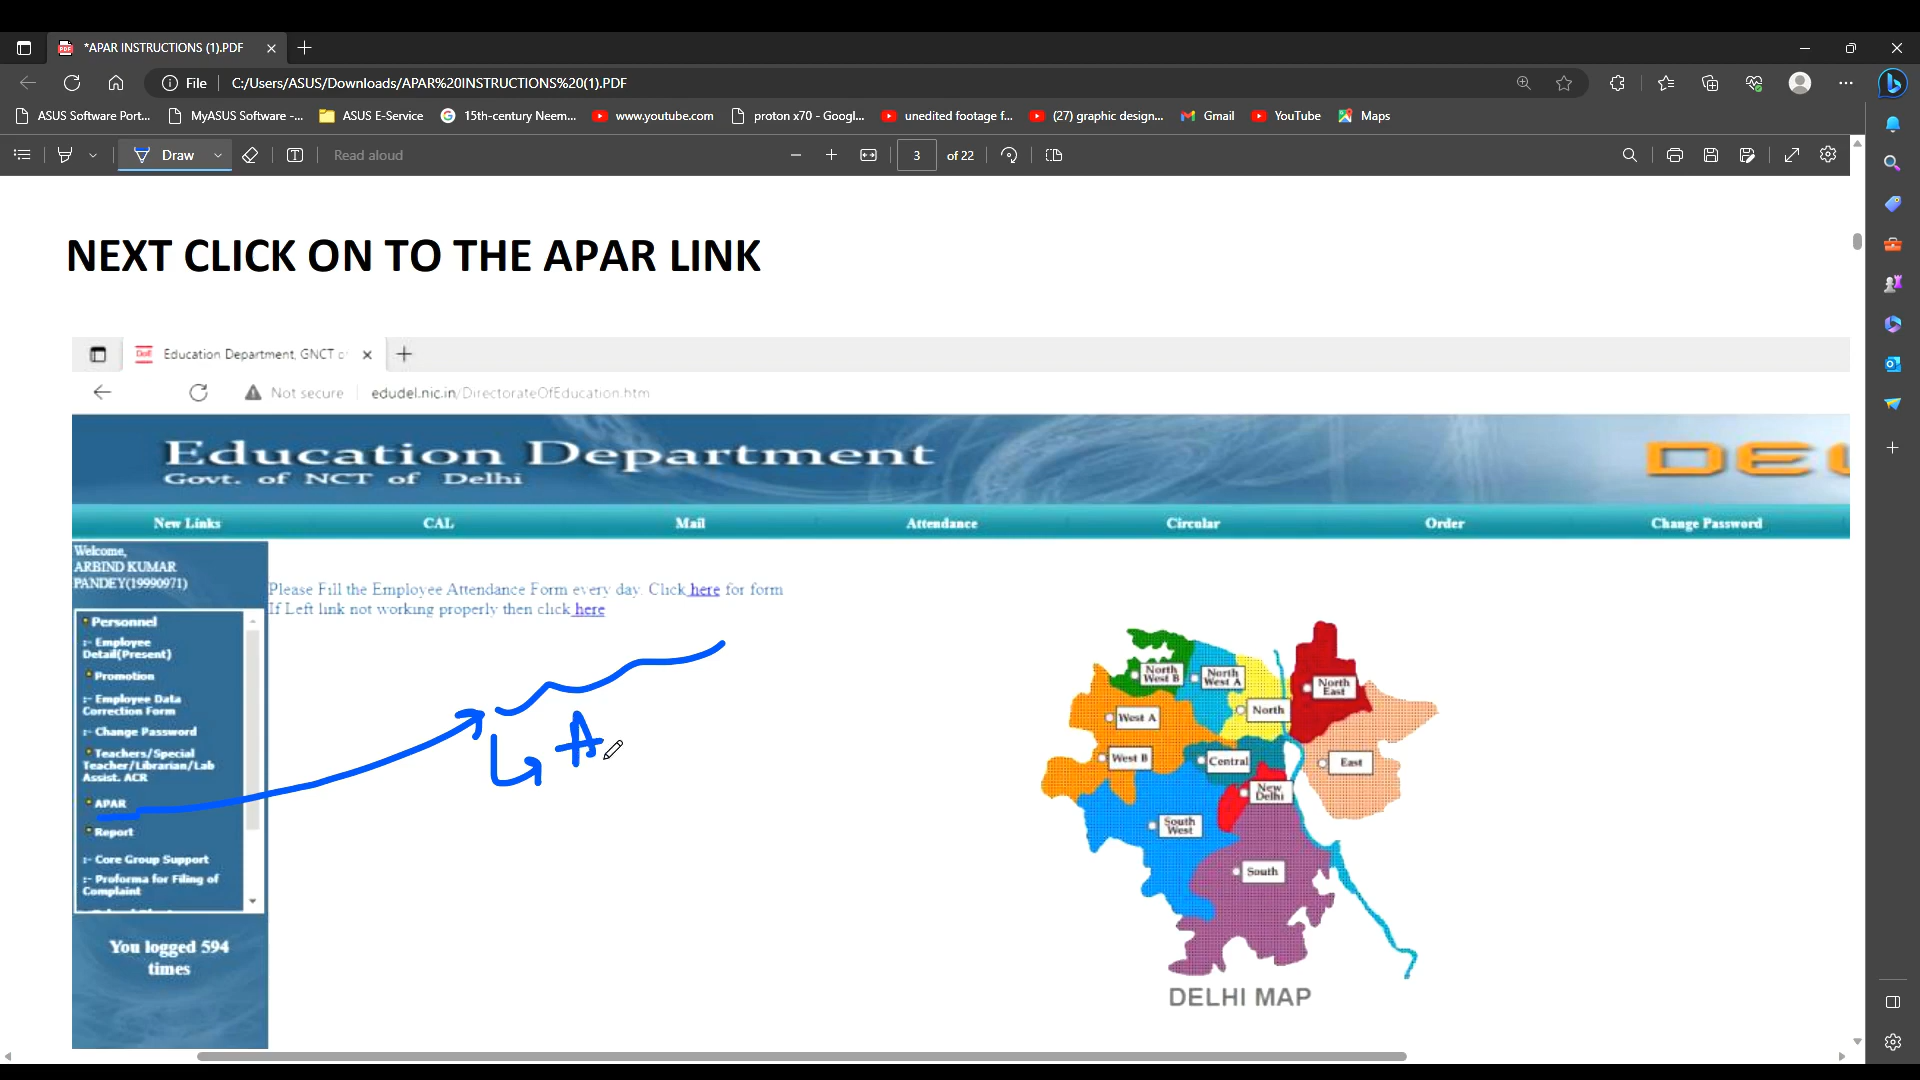 *APAR INSTRUCTIONS (1).PDF
File C:/Users/ASUS/Downloads/APAR%20INSTRUCTIONS%20(1).PDF
ASUS Software Port... MyASUS Software -... ASUS E-Service 15th-century Neem... www.youtube.com proton x70 - Googl... unedited footage f... (27) graphic design... Gmail YouTube Maps
Draw Read aloud 3 of 22
NEXT CLICK ON TO THE APAR LINK
Education Department, GNCT
Not secure edudel.nic.in/DirectorateOfEducation.htm
Education Department
Govt. of NCT of Delhi
DE
New Links CAL Mail Attendance Circular Order Change Password
Welcome,
ARBIND KUMAR
PANDEY(19990971)
Please Fill the Employee Attendance Form every day. Click here for form
If Left link not working properly then click here
Personnel
:- Employee
Detail(Present)
Promotion
:- Employee Data
Correction Form
:- Change Password
Teachers/Special
Teacher/Librarian/Lab
Assist. ACR
APAR
Report
:- Core Group Support
:- Proforma for Filing of
Complaint
You logged 594
times
A
North
West B
North
West A
North
East
West A
North
West B
Central
East
New
Delhi
South
West
South
DELHI MAP